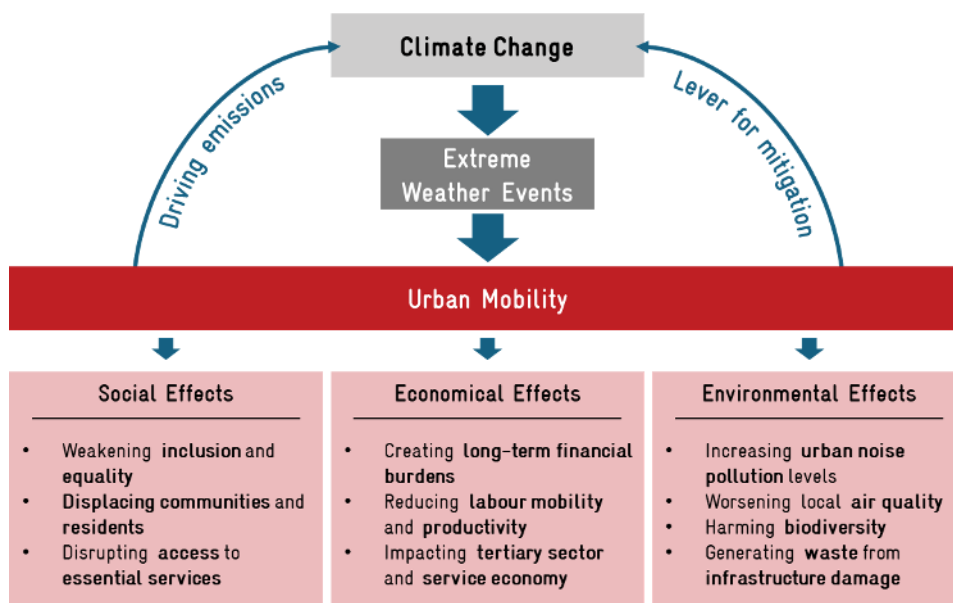 Climate Change
Driving emissions
Lever for mitigation
Extreme
Weather Events
Urban Mobility
Social Effects
• Weakening inclusion and
equality
• Displacing communities and
residents
• Disrupting access to
essential services
Economical Effects
• Creating long-term financial
burdens
• Reducing labour mobility
and productivity
• Impacting tertiary sector
and service economy
Environmental Effects
• Increasing urban noise
pollution levels
• Worsening local air quality
• Harming biodiversity
• Generating waste from
infrastructure damage